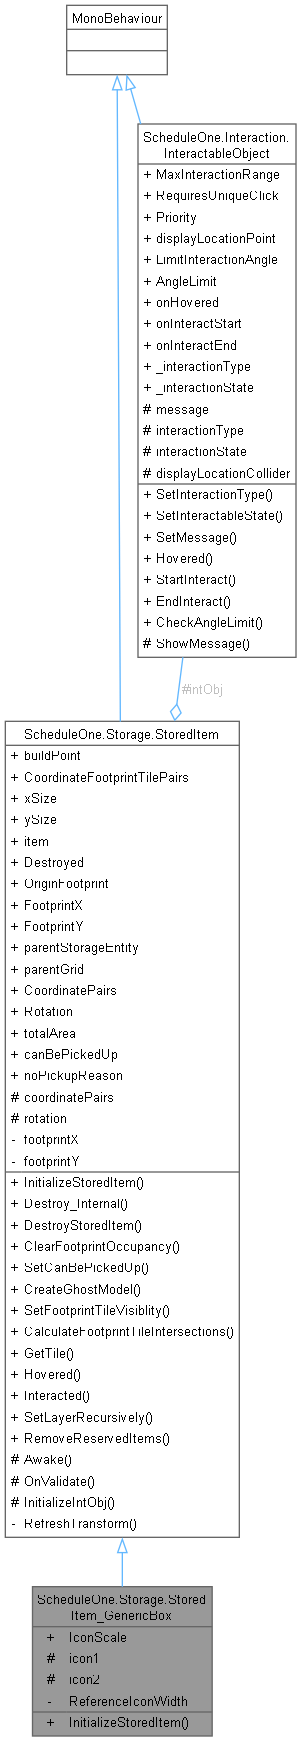 MonoBehaviour
ScheduleOne.Interaction.
InteractableObject
+ MaxInteractionRange
+ RequiresUniqueClick
+ Priority
+ displayLocationPoint
+ LimitInteractionAngle
+ AngleLimit
+ onHovered
+ onInteractStart
+ onInteractEnd
+ _interactionType
+ _interactionState
# message
# interactionType
# interactionState
# displayLocationCollider
+ SetInteractionType()
+ SetInteractableState()
+ SetMessage()
+ Hovered()
+ StartInteract()
+ EndInteract()
+ CheckAngleLimit()
# ShowMessage()
#intObj
ScheduleOne.Storage.StoredItem
+ buildPoint
+ CoordinateFootprintTilePairs
+ xSize
+ ySize
+ item
+ Destroyed
+ OriginFootprint
+ FootprintX
+ FootprintY
+ parentStorageEntity
+ parentGrid
+ CoordinatePairs
+ Rotation
+ totalArea
+ canBePickedUp
+ noPickupReason
# coordinatePairs
# rotation
- footprintX
- footprintY
+ InitializeStoredItem()
+ Destroy_Internal()
+ DestroyStoredItem()
+ ClearFootprintOccupancy()
+ SetCanBePickedUp()
+ CreateGhostModel()
+ SetFootprintTileVisiblity()
+ CalculateFootprintTileIntersections()
+ GetTile()
+ Hovered()
+ Interacted()
+ SetLayerRecursively()
+ RemoveReservedItems()
# Awake()
# OnValidate()
# InitializeIntObj()
- RefreshTransform()
ScheduleOne.Storage.Stored
Item_GenericBox
+ IconScale
# icon1
# icon2
- ReferenceIconWidth
+ InitializeStoredItem()